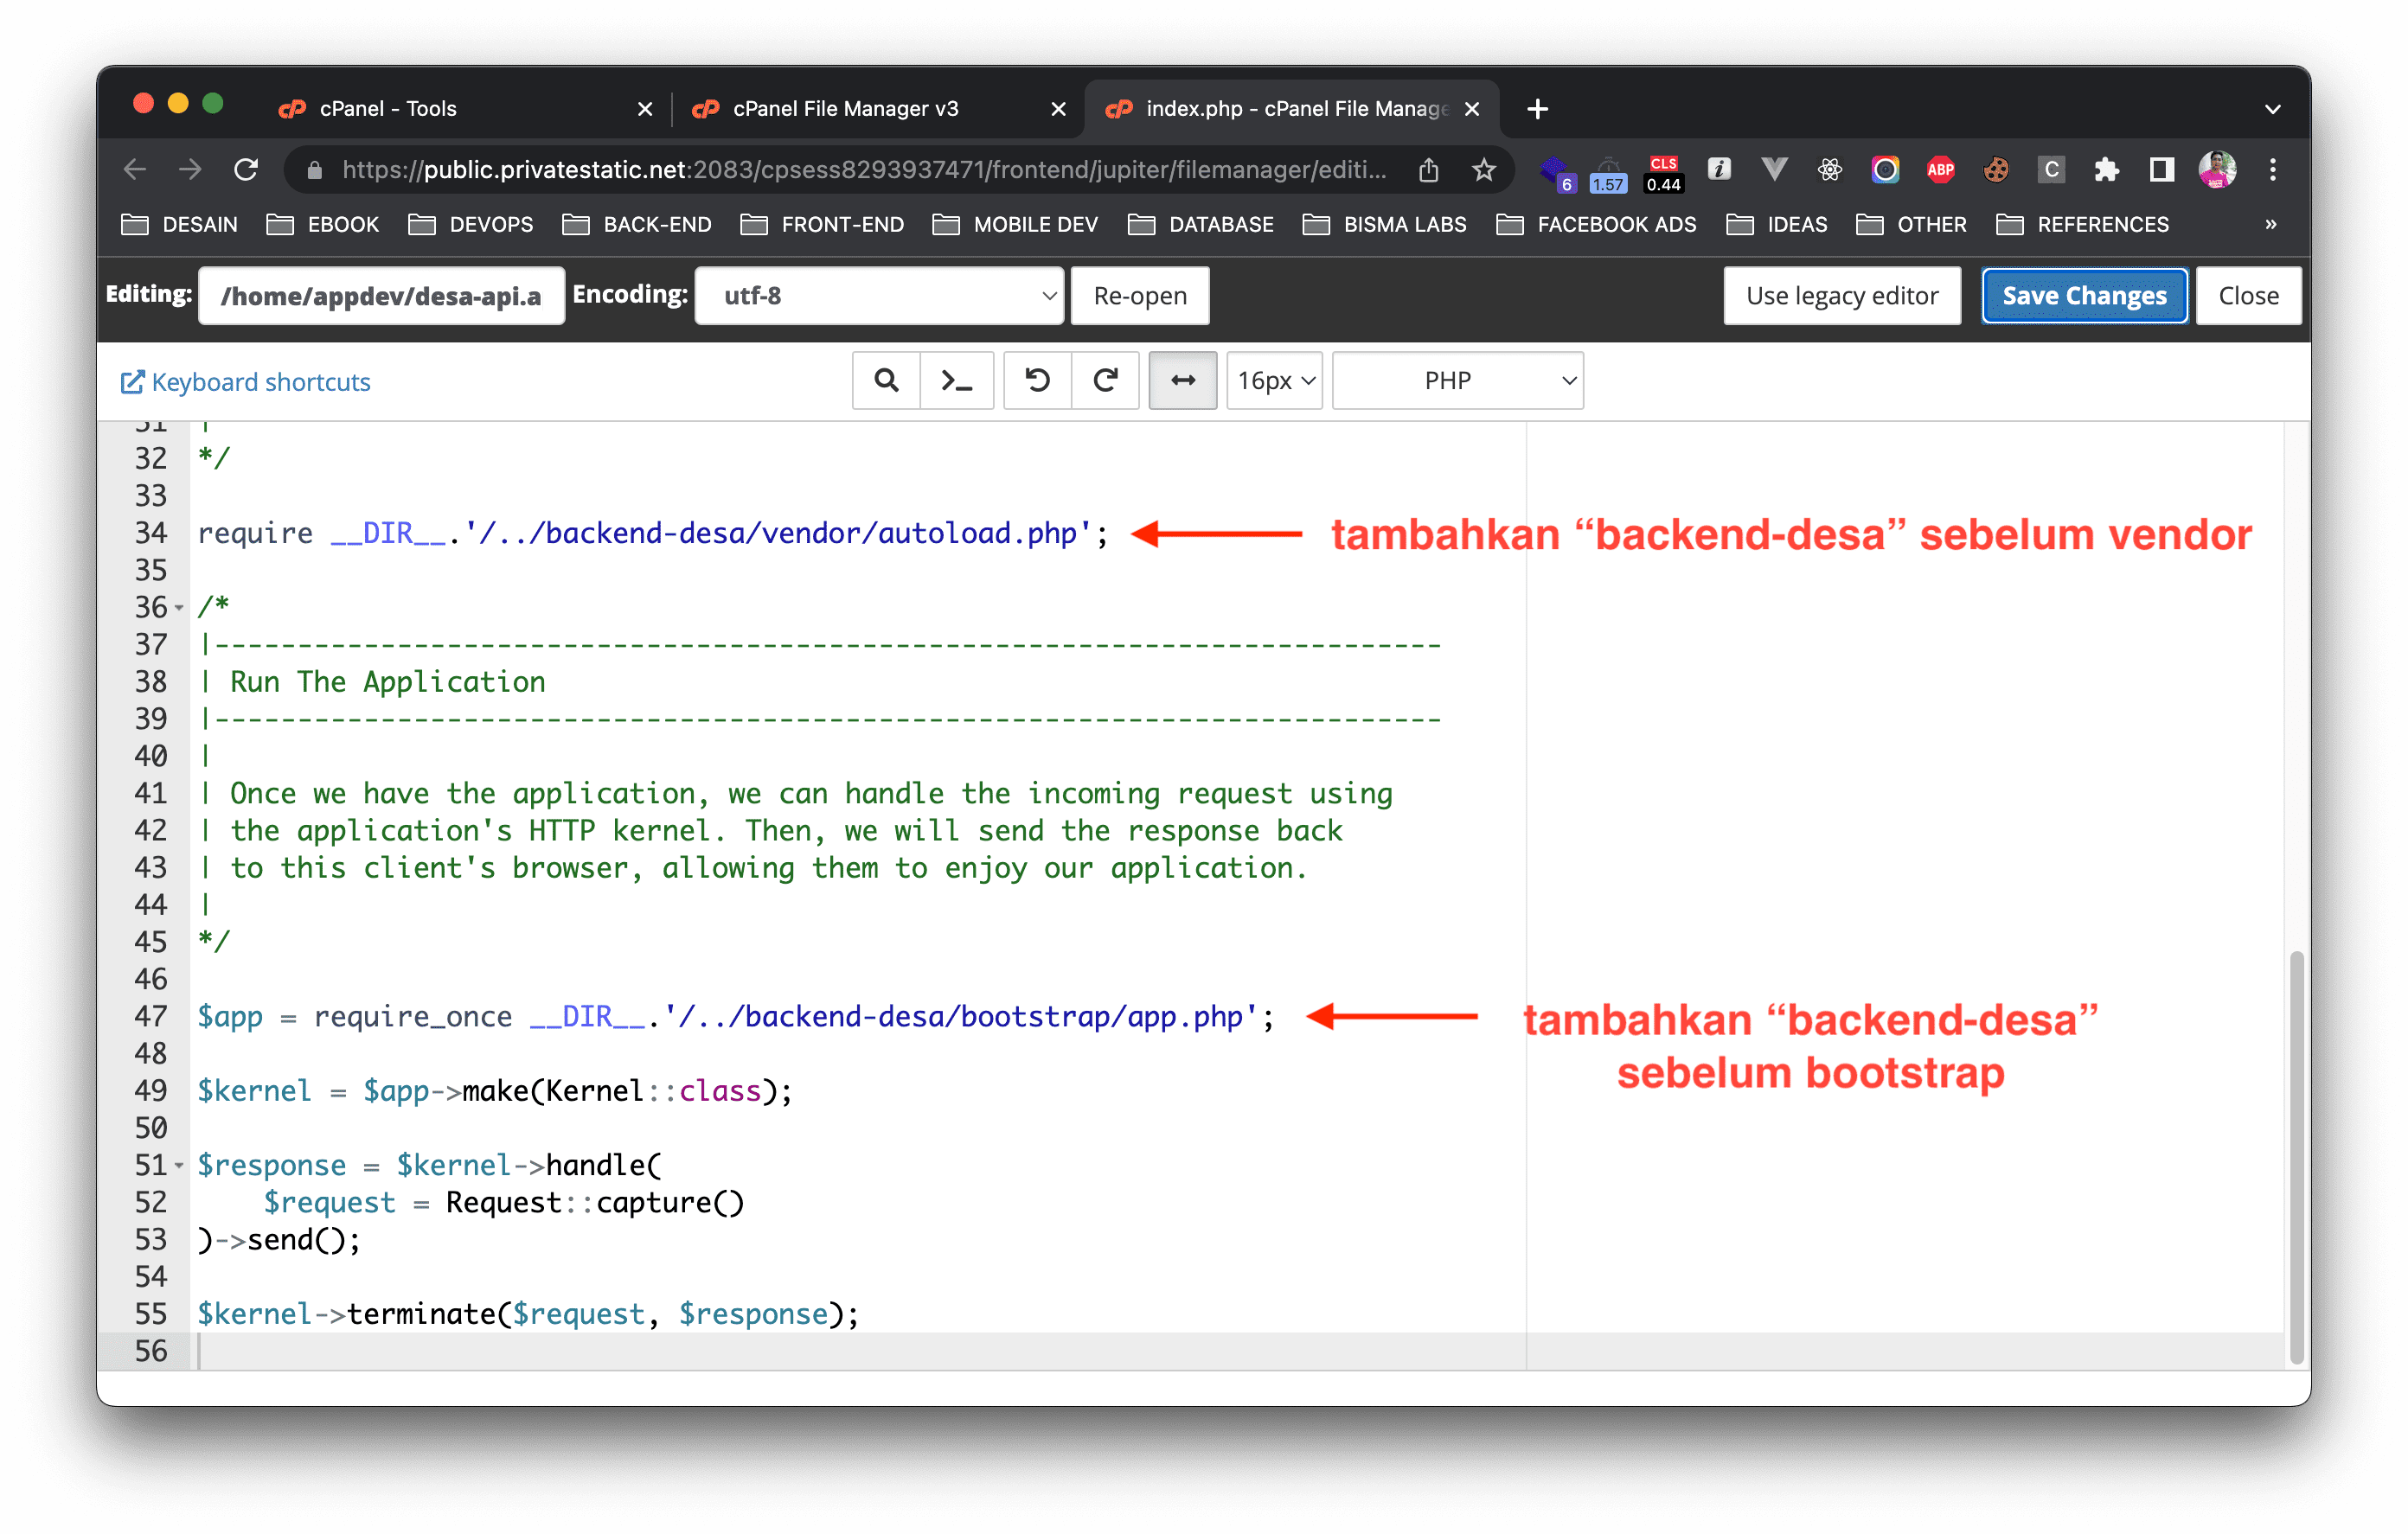 cPanel - Tools
cPanel File Manager v3
index.php - cPanel File Manage
https://public.privatestatic.net:2083/cpsess8293937471/frontend/jupiter/filemanager/editi...
6
1.57
CLS
0.44
ABP
C
DESAIN
EBOOK
DEVOPS
BACK-END
FRONT-END
MOBILE DEV
DATABASE
BISMA LABS
FACEBOOK ADS
IDEAS
OTHER
REFERENCES
»
Editing:
/home/appdev/desa-api.a
Encoding:
utf-8
Re-open
Use legacy editor
Save Changes
Close
Keyboard shortcuts
16px
PHP
31 |
32 */
33
34 require __DIR__.'/../backend-desa/vendor/autoload.php';
tambahkan “backend-desa” sebelum vendor
35
36 /*
37 |--------------------------------------------------------------------------
38 | Run The Application
39 |--------------------------------------------------------------------------
40 |
41 | Once we have the application, we can handle the incoming request using
42 | the application's HTTP kernel. Then, we will send the response back
43 | to this client's browser, allowing them to enjoy our application.
44 |
45 */
46
47 $app = require_once __DIR__.'/../backend-desa/bootstrap/app.php';
tambahkan “backend-desa”
sebelum bootstrap
48
49 $kernel = $app->make(Kernel::class);
50
51 $response = $kernel->handle(
52     $request = Request::capture()
53 )->send();
54
55 $kernel->terminate($request, $response);
56